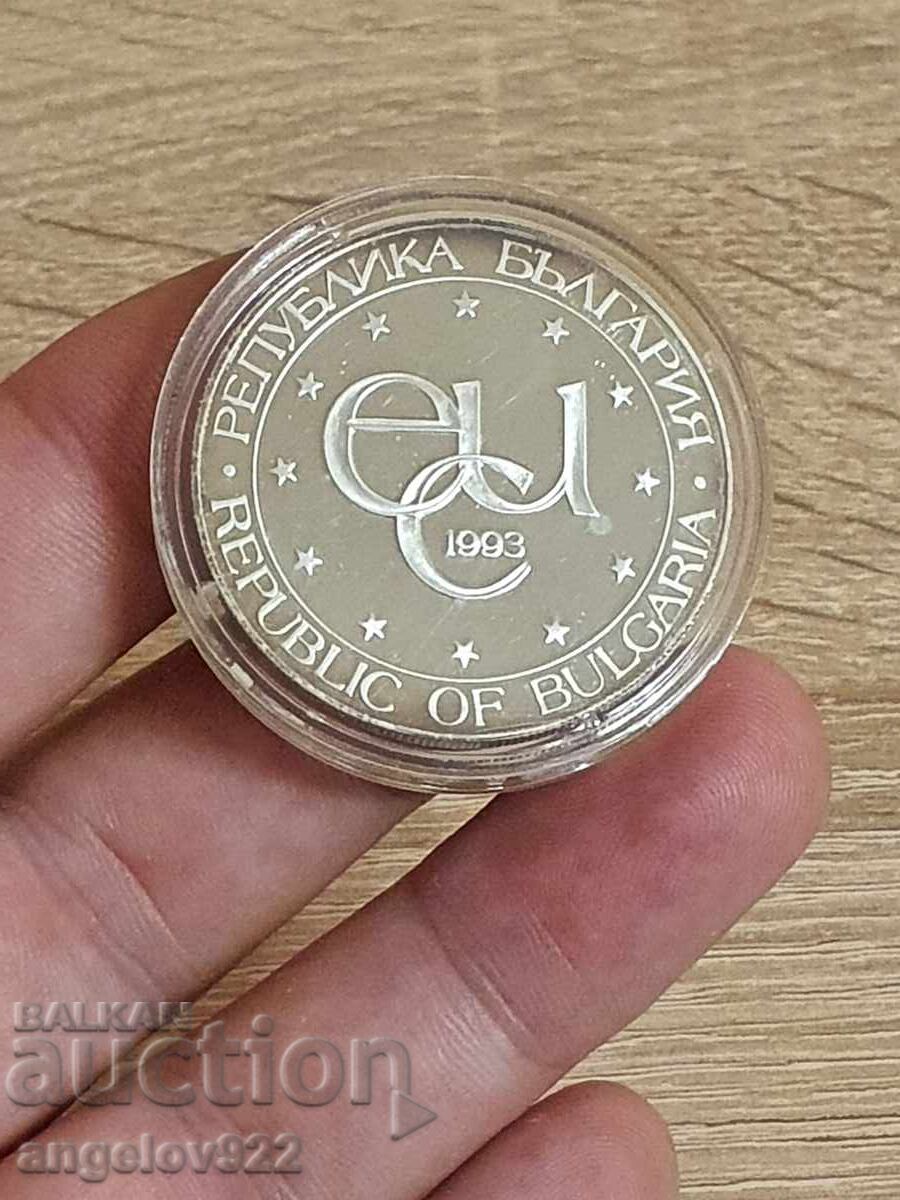 РЕПУБЛИКА БЪЛГАРИЯ
ecu
1993
REPUBLIC OF BULGARIA
BALKAN
auction
angelov922